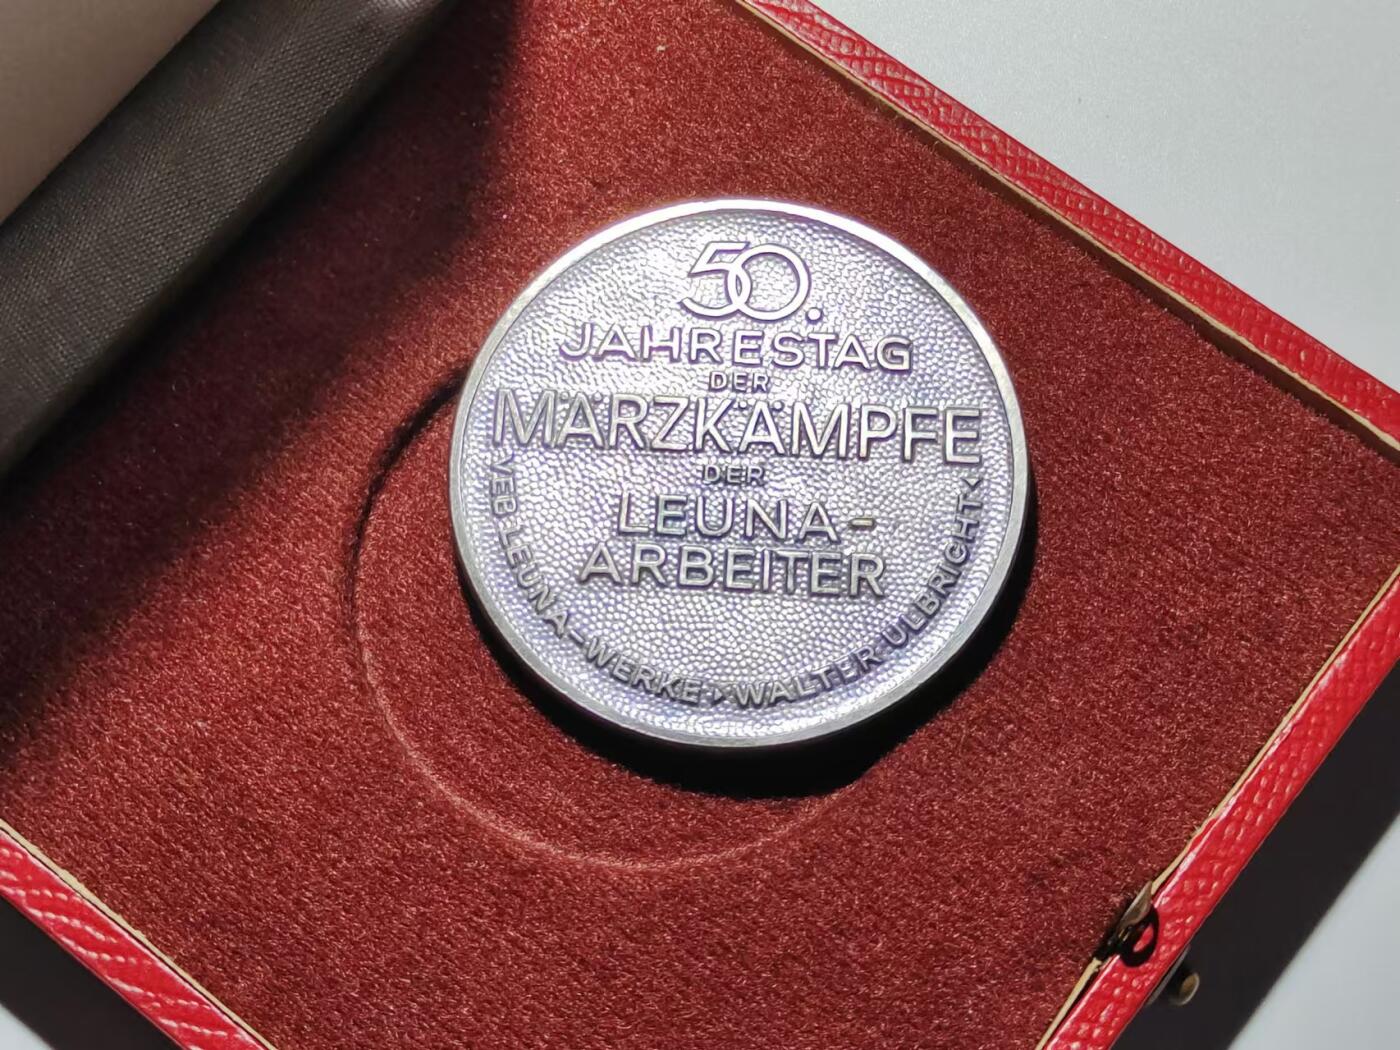 50.
JAHRESTAG
DER
MÄRZKÄMPFE
DER
LEUNA-
ARBEITER
VEB-LEUNA-WERKE >WALTER ULBRICHT<